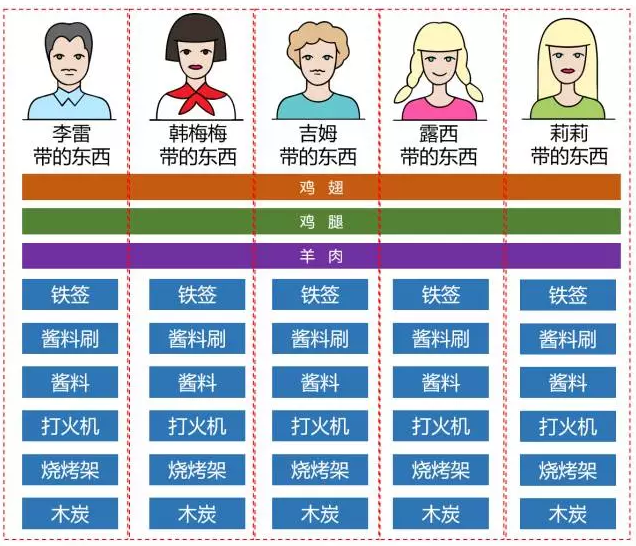 李雷
带的东西
韩梅梅
带的东西
吉姆
带的东西
露西
带的东西
莉莉
带的东西
鸡 翅
鸡 腿
羊 肉
铁签 铁签 铁签 铁签 铁签
酱料刷 酱料刷 酱料刷 酱料刷 酱料刷
酱料 酱料 酱料 酱料 酱料
打火机 打火机 打火机 打火机 打火机
烧烤架 烧烤架 烧烤架 烧烤架 烧烤架
木炭 木炭 木炭 木炭 木炭